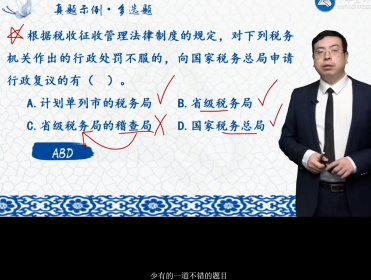 真题示例·多选题
根据税收征收管理法律制度的规定，对下列税务
机关作出的行政处罚不服的，向国家税务总局申请
行政复议的有（ ）。
A.计划单列市的税务局 B.省级税务局
C.省级税务局的稽查局 D.国家税务总局
ABD
少有的一道不错的题目